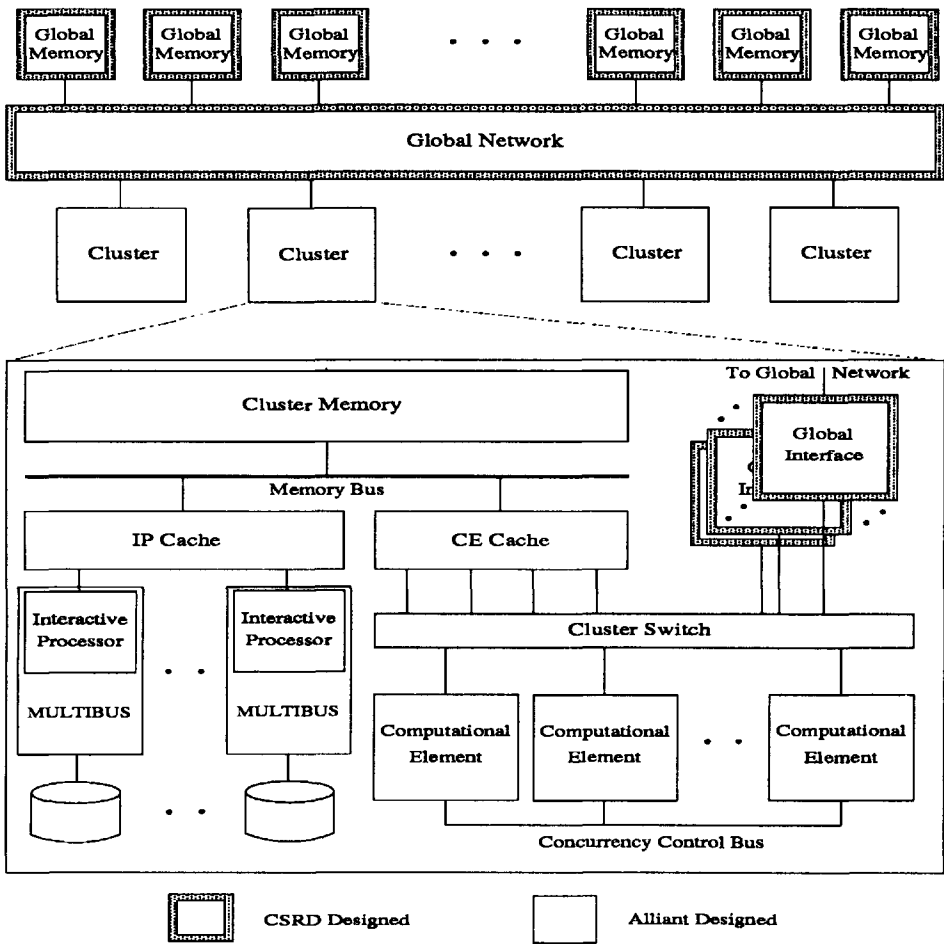 Global
Memory
Global
Memory
Global
Memory
Global
Memory
Global
Memory
Global
Memory
Global Network
Cluster
Cluster
Cluster
Cluster
To Global Network
Cluster Memory
Global
Interface
Memory Bus
IP Cache
CE Cache
Interactive
Processor
Interactive
Processor
Cluster Switch
MULTIBUS
MULTIBUS
Computational
Element
Computational
Element
Computational
Element
Concurrency Control Bus
CSRD Designed
Alliant Designed